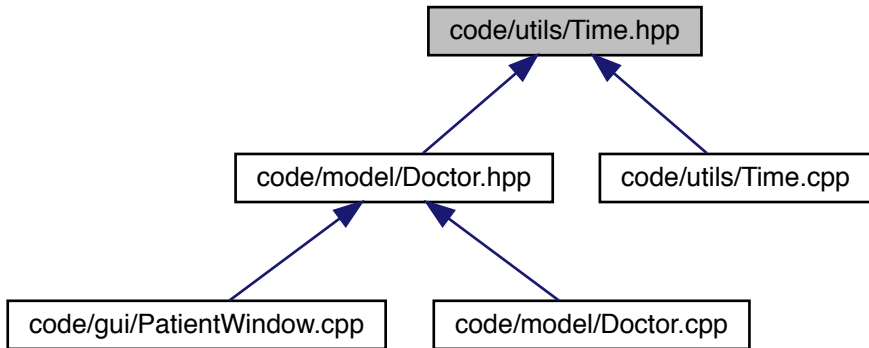 code/utils/Time.hpp
code/model/Doctor.hpp
code/utils/Time.cpp
code/gui/PatientWindow.cpp
code/model/Doctor.cpp